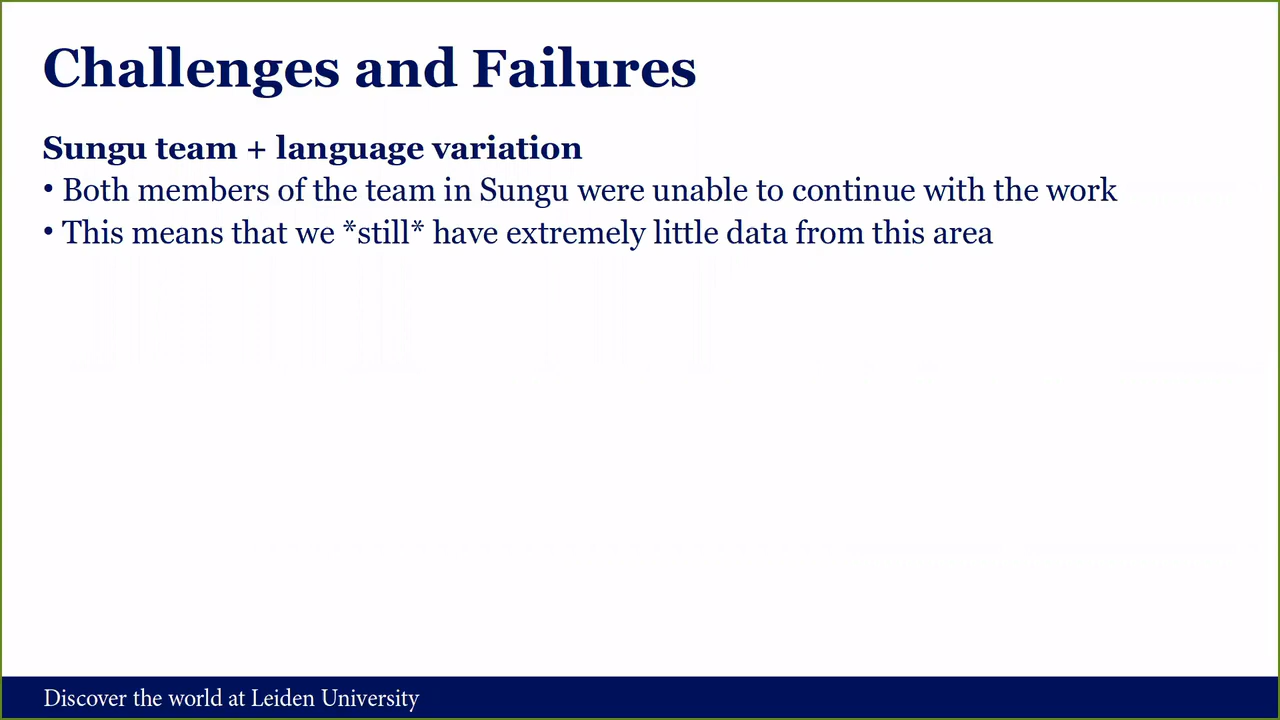 Challenges and Failures
Sungu team + language variation
• Both members of the team in Sungu were unable to continue with the work
• This means that we *still* have extremely little data from this area
Discover the world at Leiden University